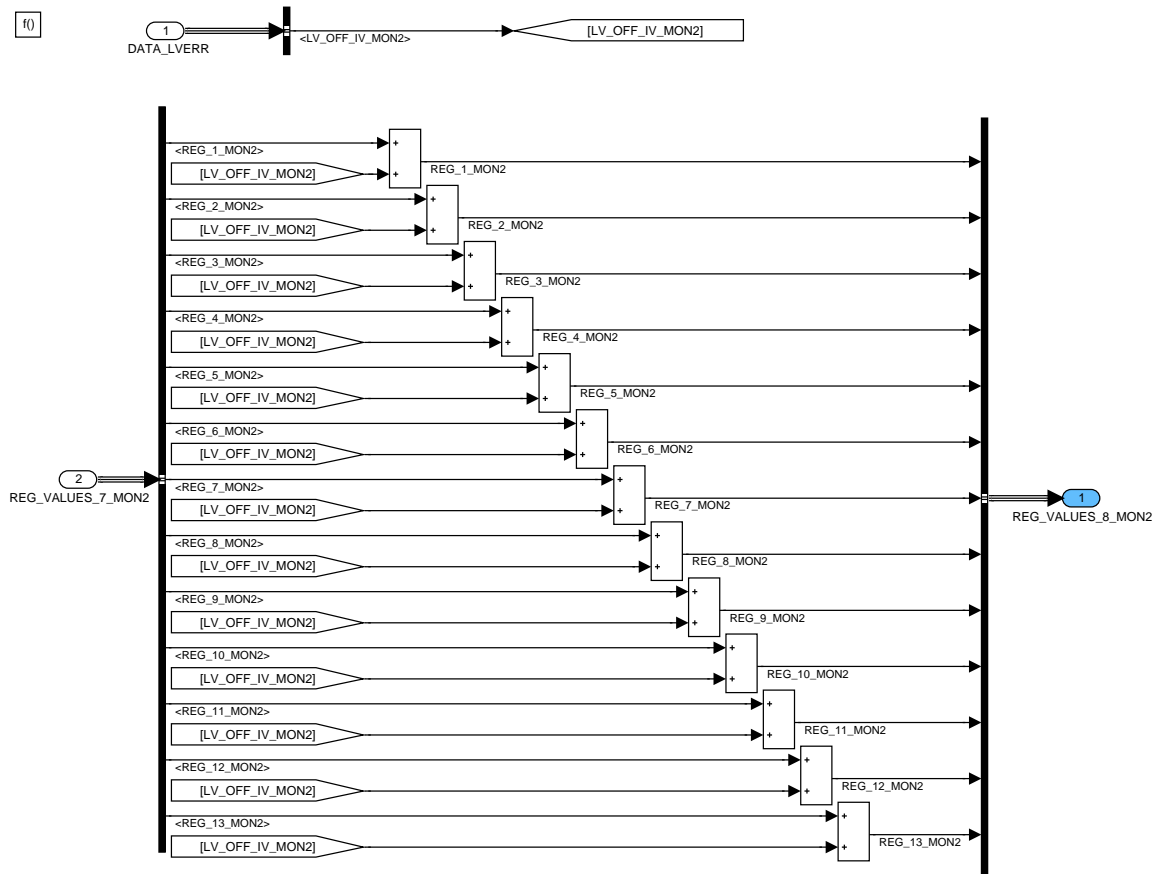 f()
1
DATA_LVERR
<LV_OFF_IV_MON2>
[LV_OFF_IV_MON2]
<REG_1_MON2>
[LV_OFF_IV_MON2]
+
+
REG_1_MON2
<REG_2_MON2>
[LV_OFF_IV_MON2]
+
+
REG_2_MON2
<REG_3_MON2>
[LV_OFF_IV_MON2]
+
+
REG_3_MON2
<REG_4_MON2>
[LV_OFF_IV_MON2]
+
+
REG_4_MON2
<REG_5_MON2>
[LV_OFF_IV_MON2]
+
+
REG_5_MON2
<REG_6_MON2>
[LV_OFF_IV_MON2]
+
+
REG_6_MON2
2
REG_VALUES_7_MON2
<REG_7_MON2>
[LV_OFF_IV_MON2]
+
+
REG_7_MON2
1
REG_VALUES_8_MON2
<REG_8_MON2>
[LV_OFF_IV_MON2]
+
+
REG_8_MON2
<REG_9_MON2>
[LV_OFF_IV_MON2]
+
+
REG_9_MON2
<REG_10_MON2>
[LV_OFF_IV_MON2]
+
+
REG_10_MON2
<REG_11_MON2>
[LV_OFF_IV_MON2]
+
+
REG_11_MON2
<REG_12_MON2>
[LV_OFF_IV_MON2]
+
+
REG_12_MON2
<REG_13_MON2>
[LV_OFF_IV_MON2]
+
+
REG_13_MON2